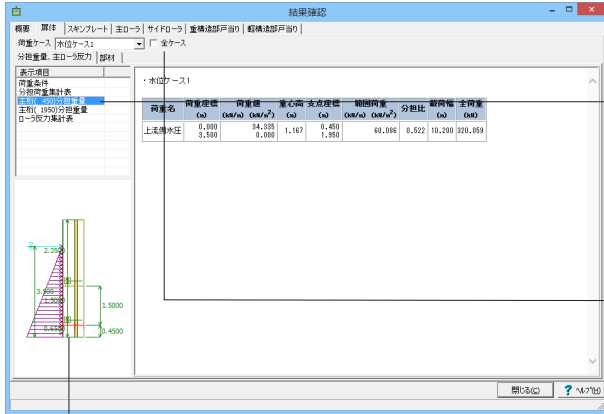 結果確認
概要 扉体 スキンプレート 主ローラ サイドローラ 重構造部戸当り 軽構造部戸当り
荷重ケース 水位ケース1 全ケース
分担重量、主ローラ反力 部材
表示項目
荷重条件
分担荷重集計表
主桁( 450)分担重量
主桁( 1950)分担重量
ローラ反力集計表
・水位ケース1
荷重名 荷重座標 (m) 荷重値 (kN/m) (kN/m²) 重心高 (m) 支点座標 (m) 範囲荷重 (kN/m) (kN/m²) 分担比 載荷幅 (m) 全荷重 (kN)
上流側水圧 0.000 34.335 1.167 0.450 60.086 0.522 10.200 320.059
3.500 0.000 1.950
2.3500
1.5000
1.5000
0.4500
閉じる(C) ? ヘルプ(H)